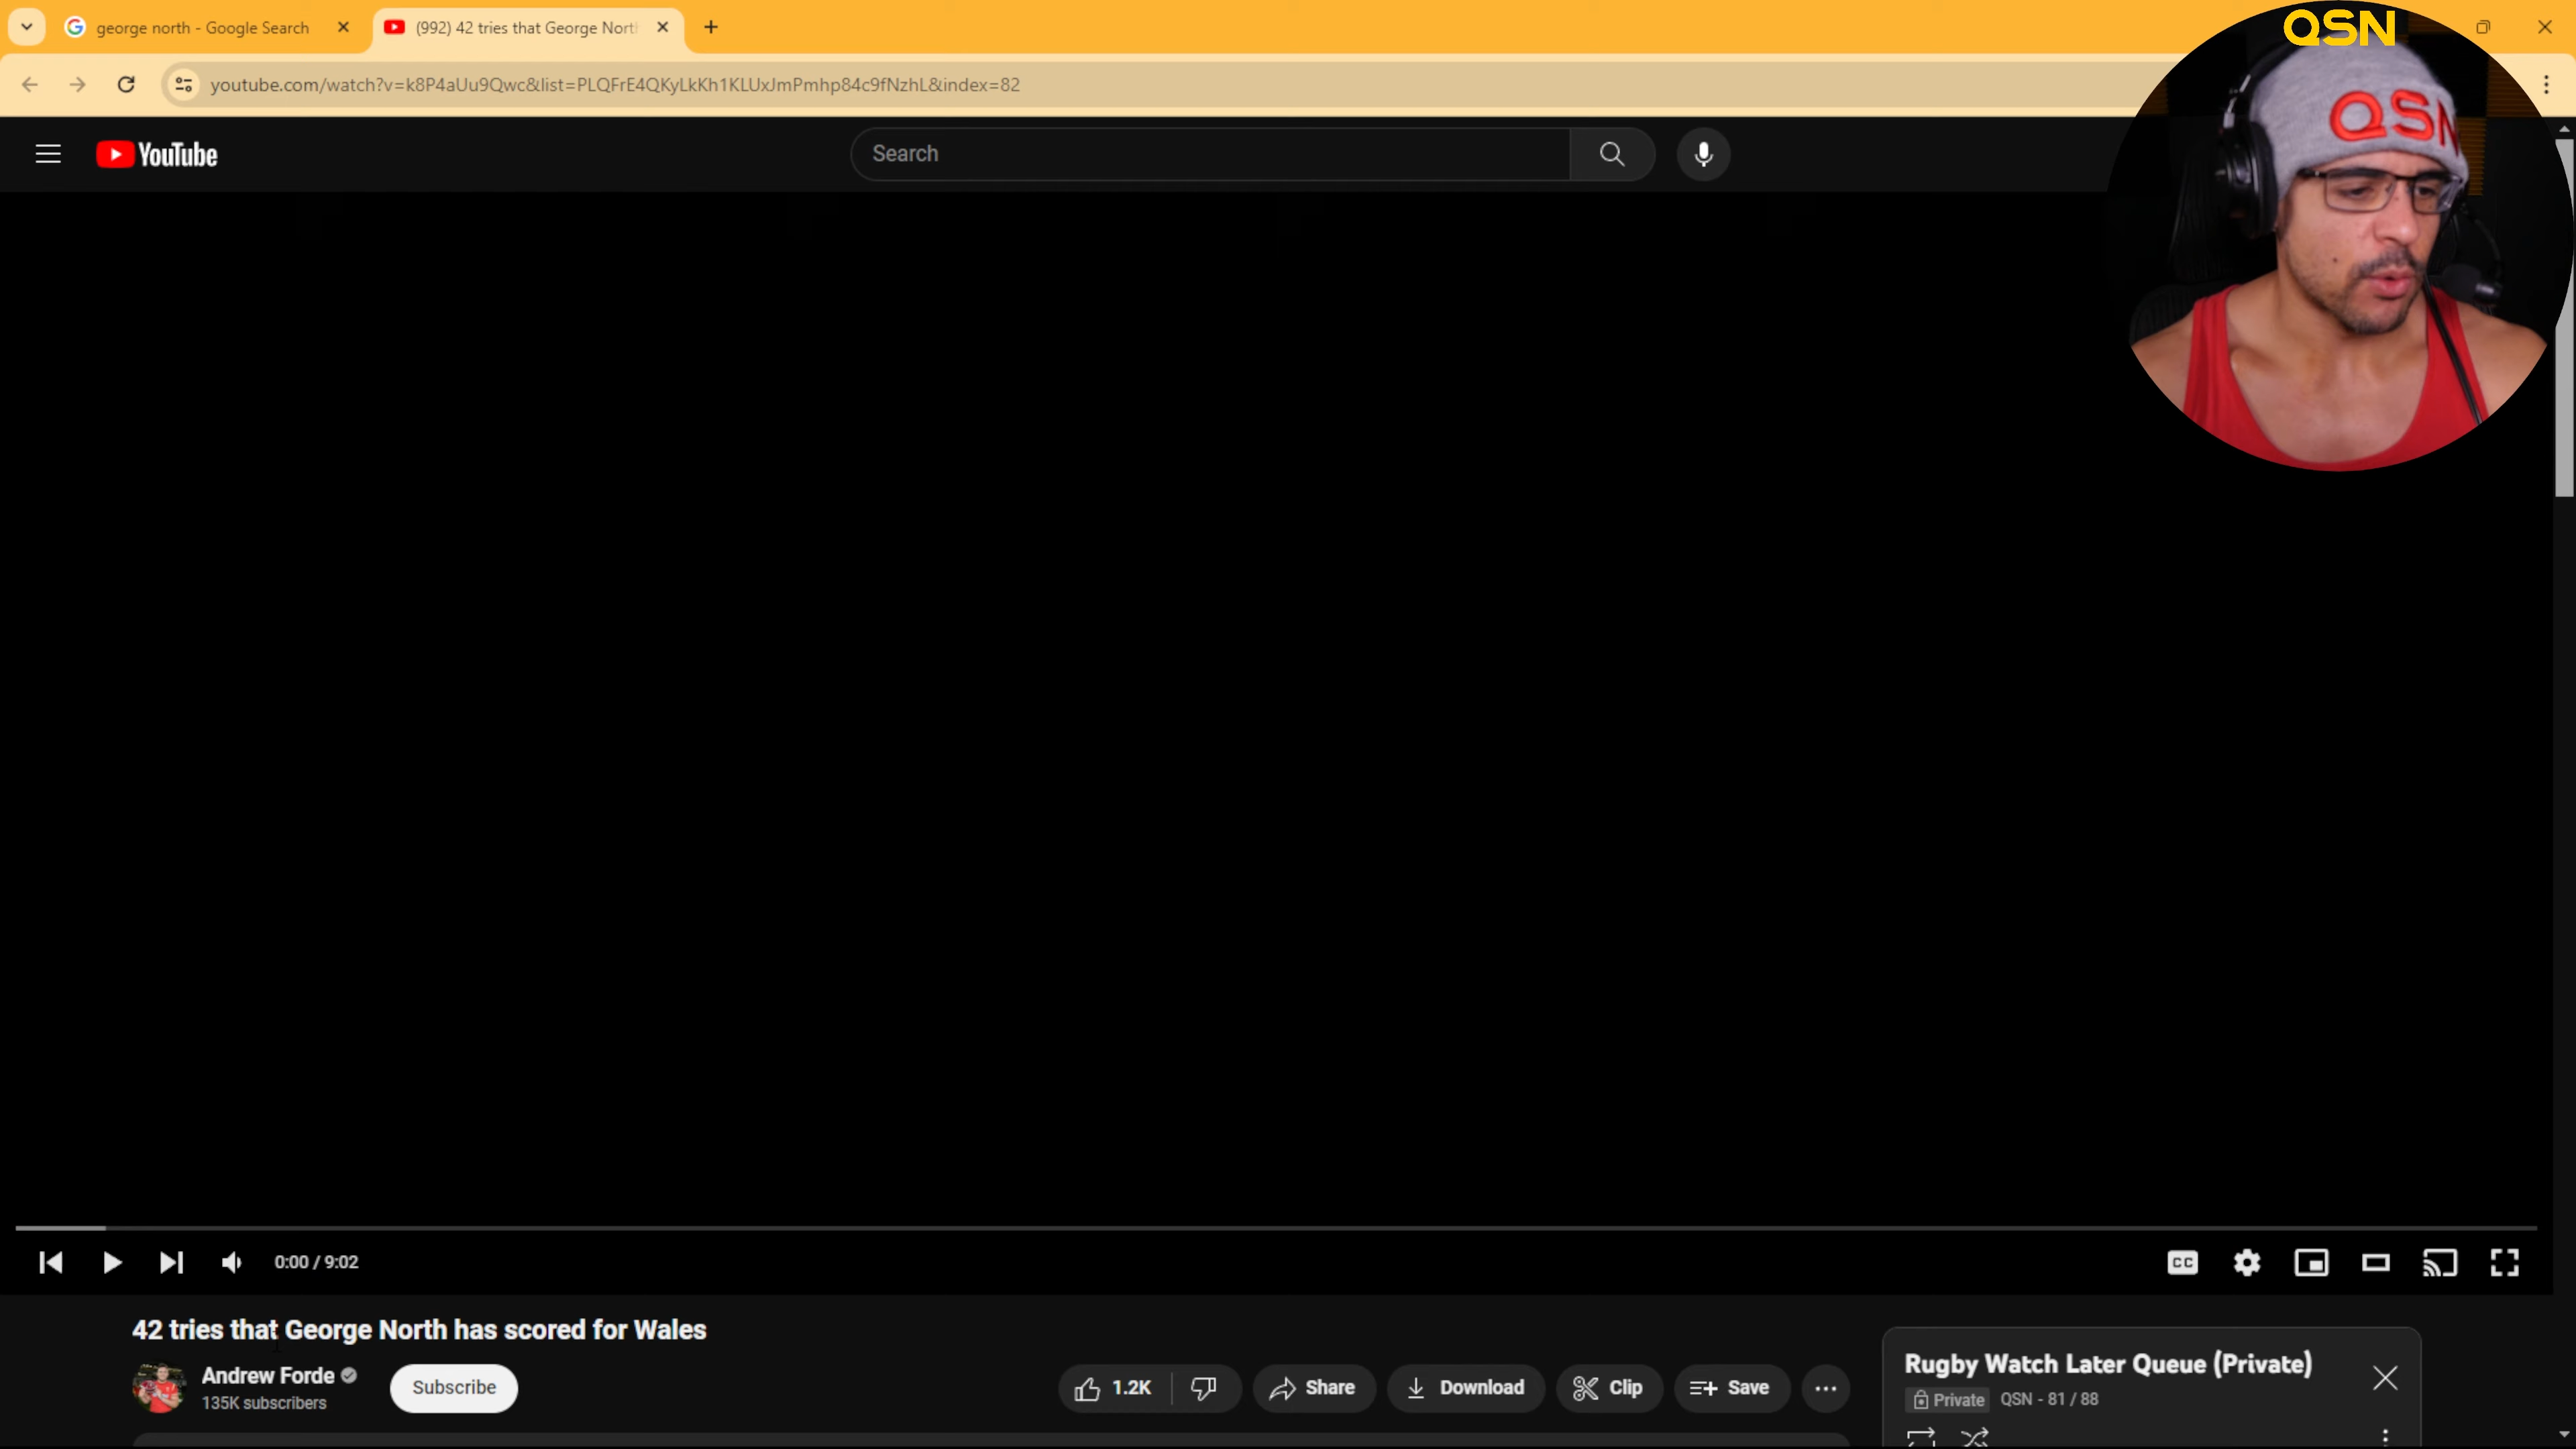 george north - Google Search
(992) 42 tries that George Nort
QSN
youtube.com/watch?v=k8P4aUu9Qwc&list=PLQFrE4QKyLkKh1KLUxJmPmhp84c9fNzhL&index=82
QSN
YouTube
Search
0:00 / 9:02
CC
42 tries that George North has scored for Wales
Andrew Forde
135K subscribers
Subscribe
1.2K
Share
Download
Clip
Save
Rugby Watch Later Queue (Private)
Private QSN - 81 / 88